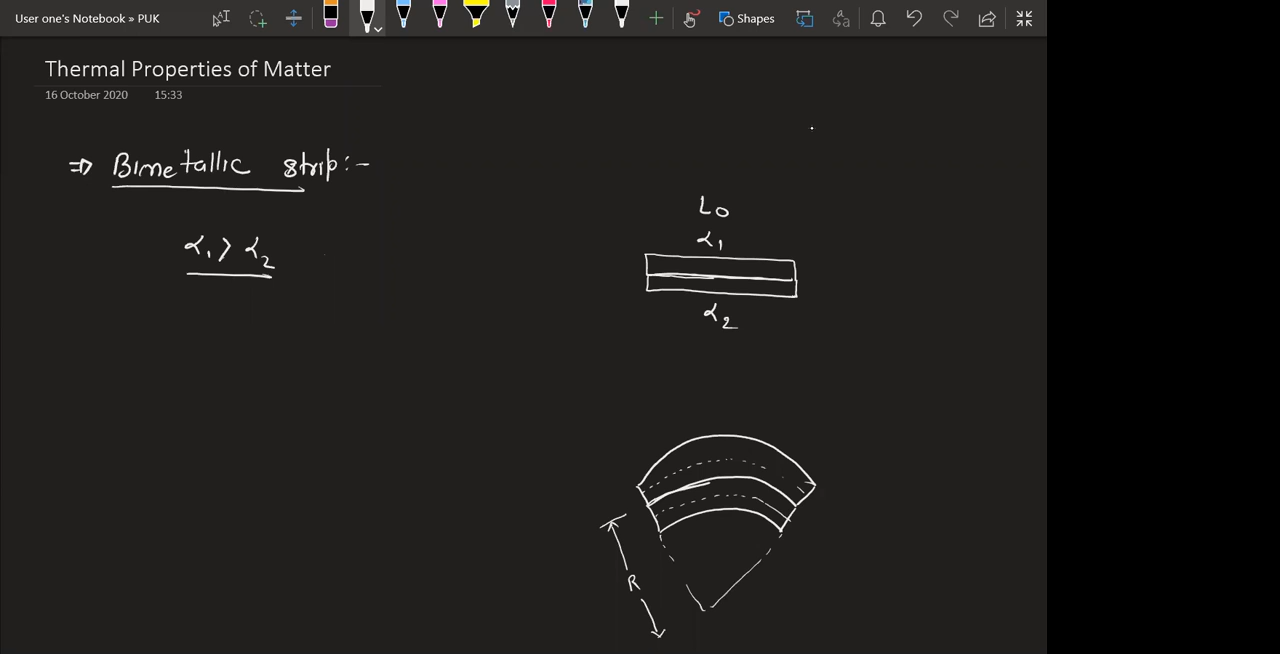 User one's Notebook » PUK
Shapes
Thermal Properties of Matter
16 October 2020 15:33
⇒ Bimetallic strip:-
α₁ > α₂
L₀
α₁
α₂
R